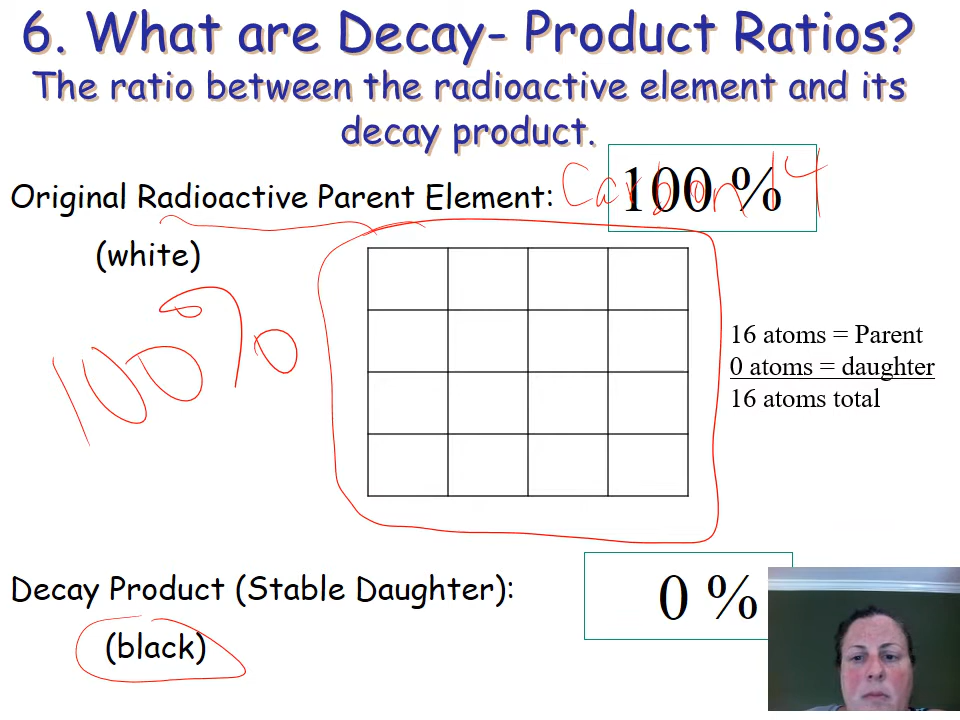 6. What are Decay- Product Ratios?
The ratio between the radioactive element and its
decay product.
Original Radioactive Parent Element: Carbon 14
100 %
(white)
100%
16 atoms = Parent
0 atoms = daughter
16 atoms total
Decay Product (Stable Daughter):
0 %
(black)